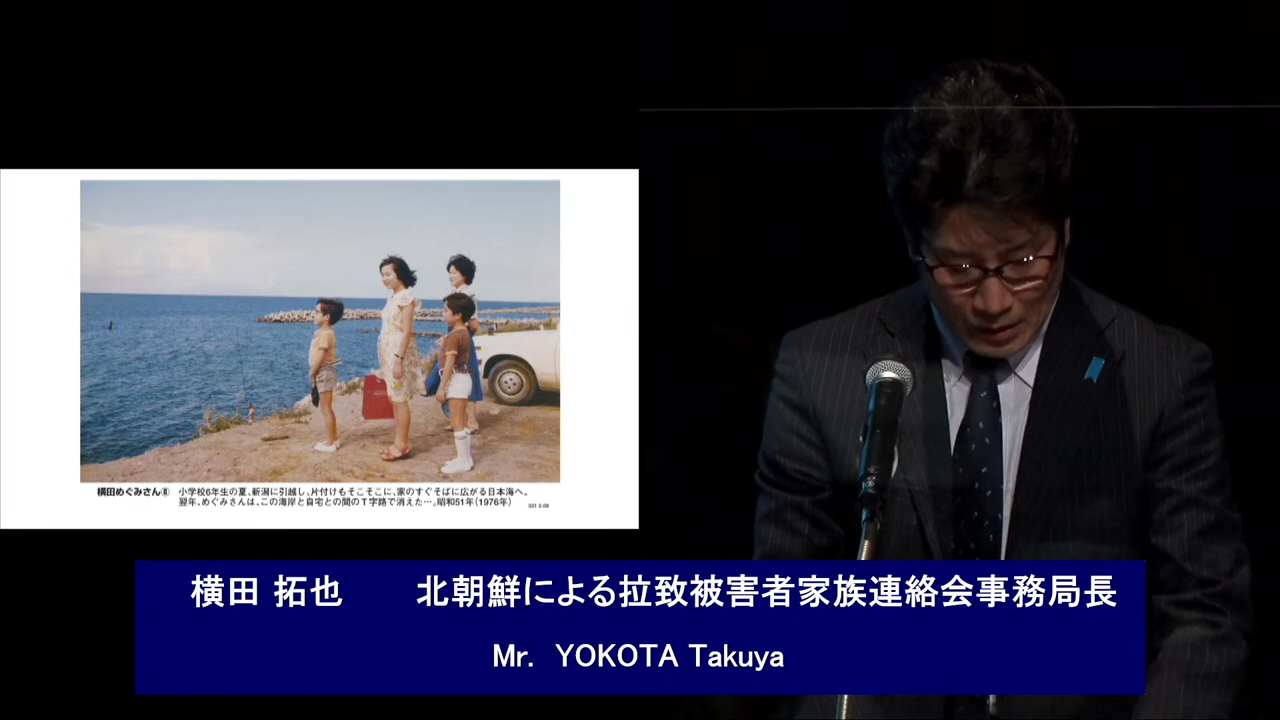 横田めぐみさん⑧ 小学校6年生の夏、新潟に引越し、片付けもそこそこに、家のすぐそばに広がる日本海へ。
翌年、めぐみさんは、この海岸と自宅との間のT字路で消えた…。昭和51年(1976年)
横田 拓也 北朝鮮による拉致被害者家族連絡会事務局長
Mr. YOKOTA Takuya